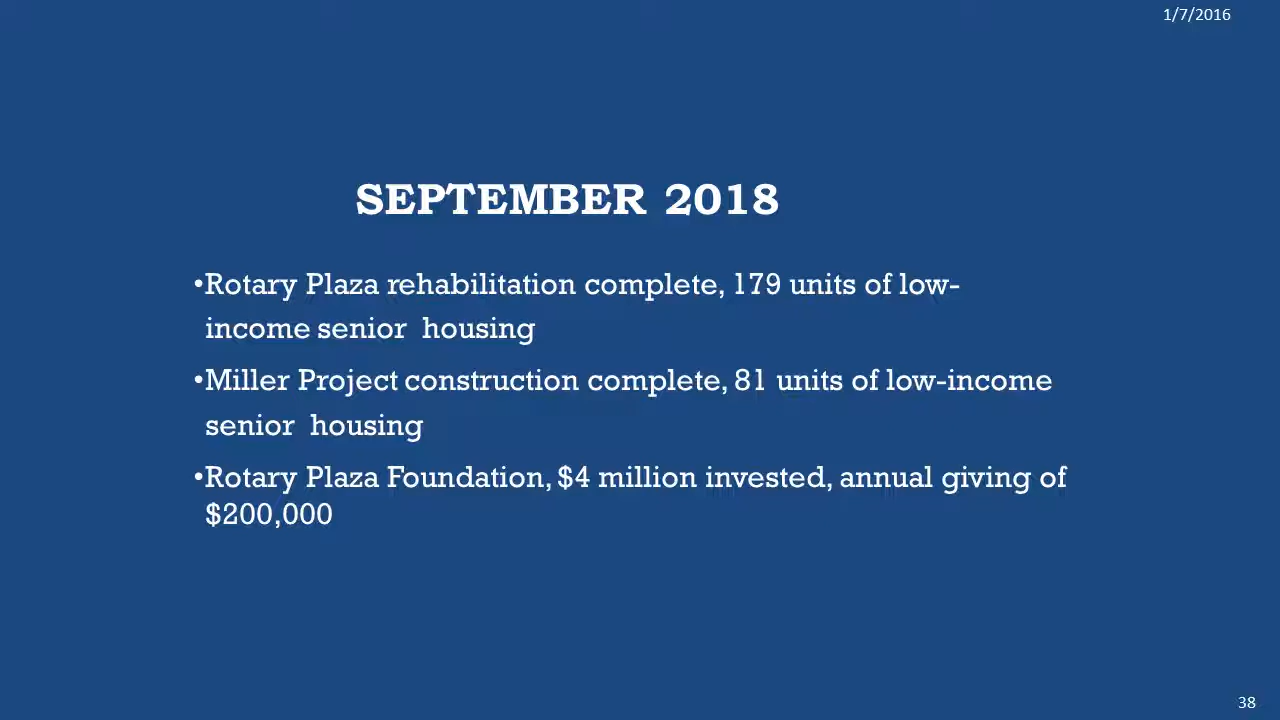 1/7/2016
SEPTEMBER 2018
•Rotary Plaza rehabilitation complete, 179 units of low-
income senior  housing
•Miller Project construction complete, 81 units of low-income
senior  housing
•Rotary Plaza Foundation, $4 million invested, annual giving of
$200,000
38